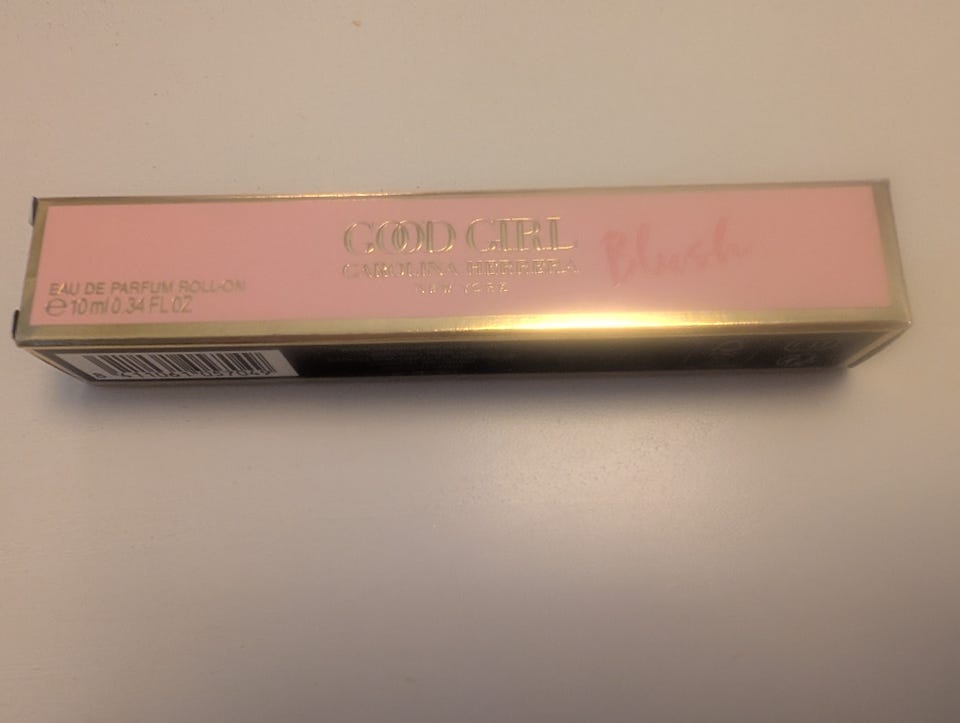 GOOD GIRL Blush
CAROLINA HERRERA
NEW YORK
EAU DE PARFUM ROLL-ON
℮ 10 ml 0.34 FL OZ